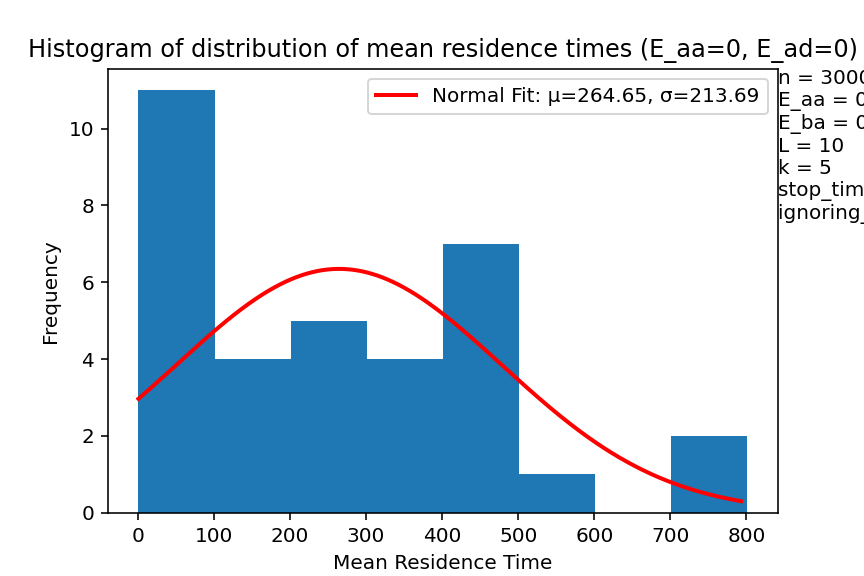 Histogram of distribution of mean residence times (E_aa=0, E_ad=0)
Normal Fit: μ=264.65, σ=213.69
n = 3000
E_aa = 0
E_ba = 0
L = 10
k = 5
stop_tim
ignoring_
Frequency
10
8
6
4
2
0
0 100 200 300 400 500 600 700 800
Mean Residence Time